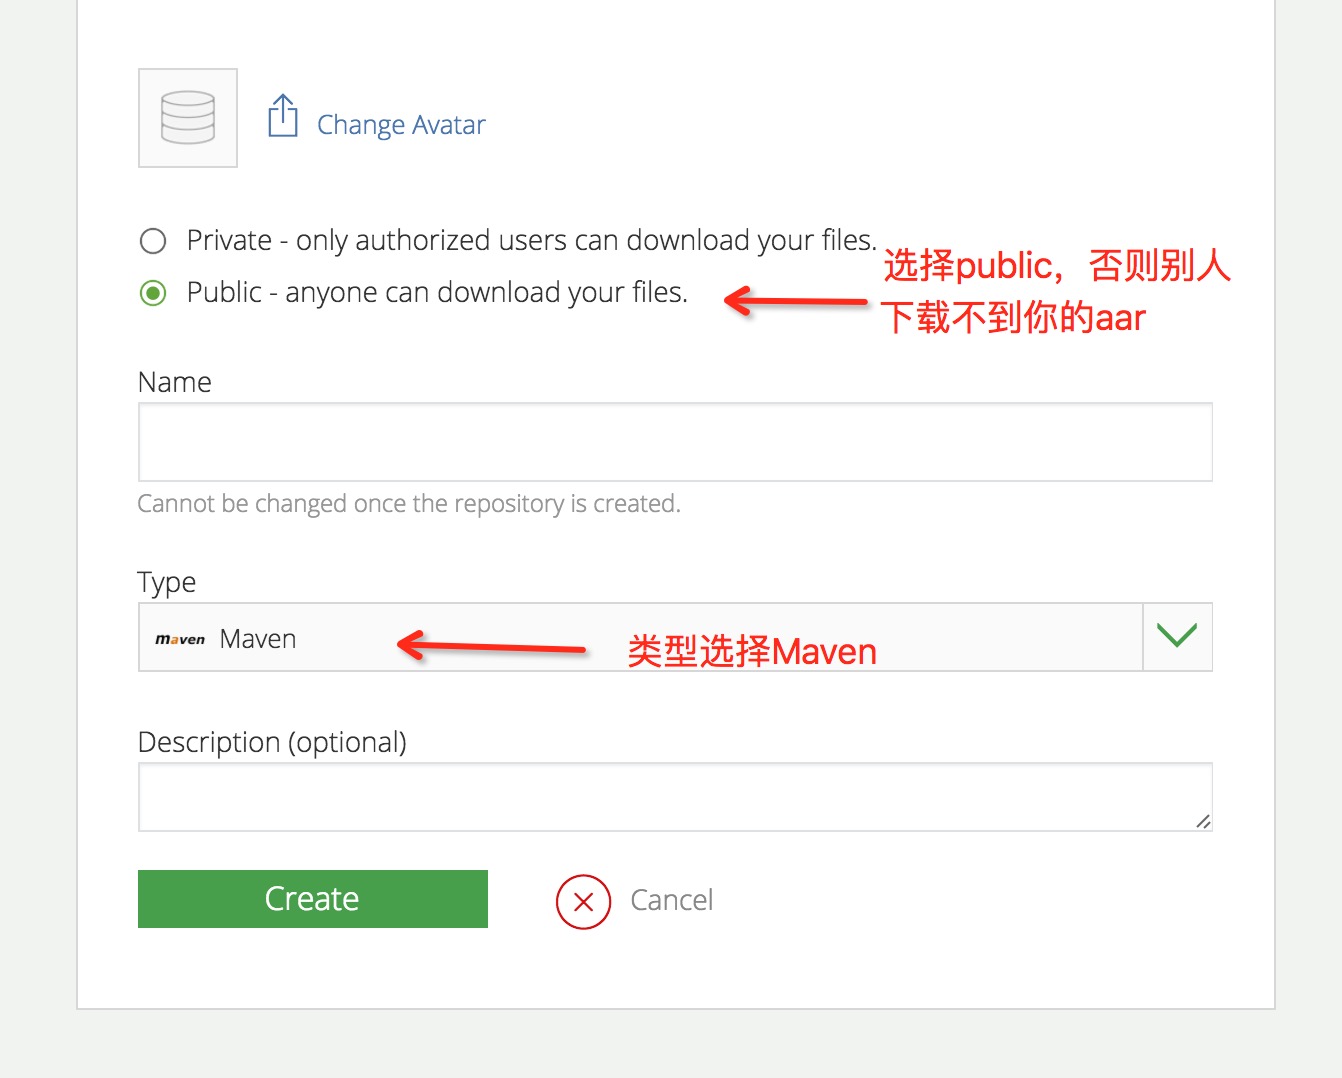 Change Avatar
Private - only authorized users can download your files.
Public - anyone can download your files.
选择public，否则别人
下载不到你的aar
Name
Cannot be changed once the repository is created.
Type
maven Maven
类型选择Maven
Description (optional)
Create
Cancel